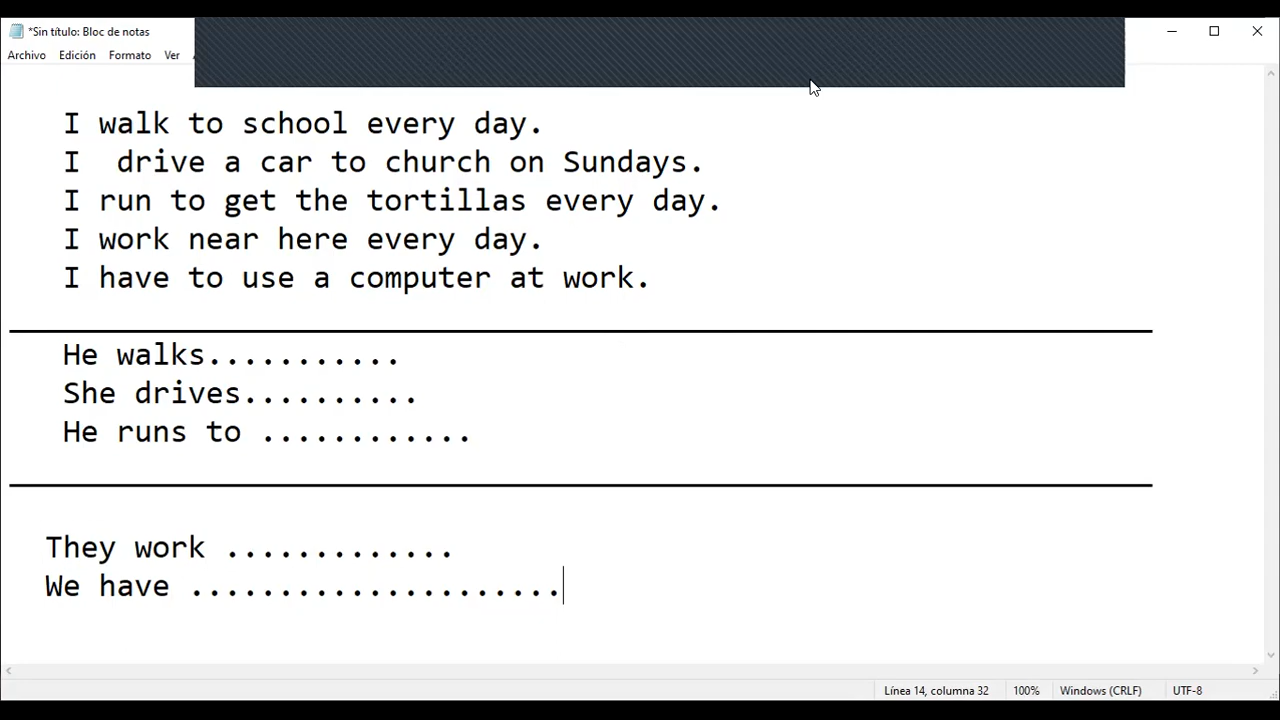 *Sin título: Bloc de notas
Archivo Edición Formato Ver
I walk to school every day.
I  drive a car to church on Sundays.
I run to get the tortillas every day.
I work near here every day.
I have to use a computer at work.
He walks...........
She drives..........
He runs to ............
They work .............
We have .....................
Línea 14, columna 32 100% Windows (CRLF) UTF-8